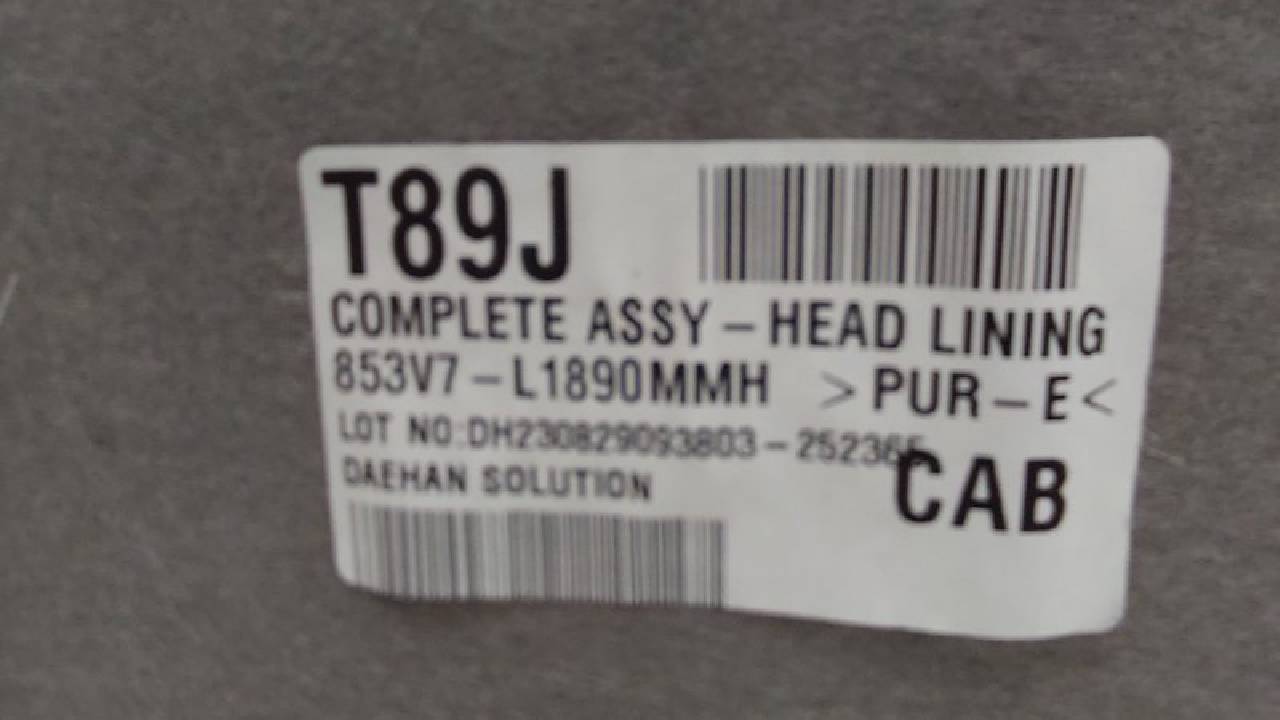 T89J
COMPLETE ASSY - HEAD LINING
853V7 - L1890MMH >PUR - E<
LOT NO:DH230829093803 - 25236
DAEHAN SOLUTION
CAB